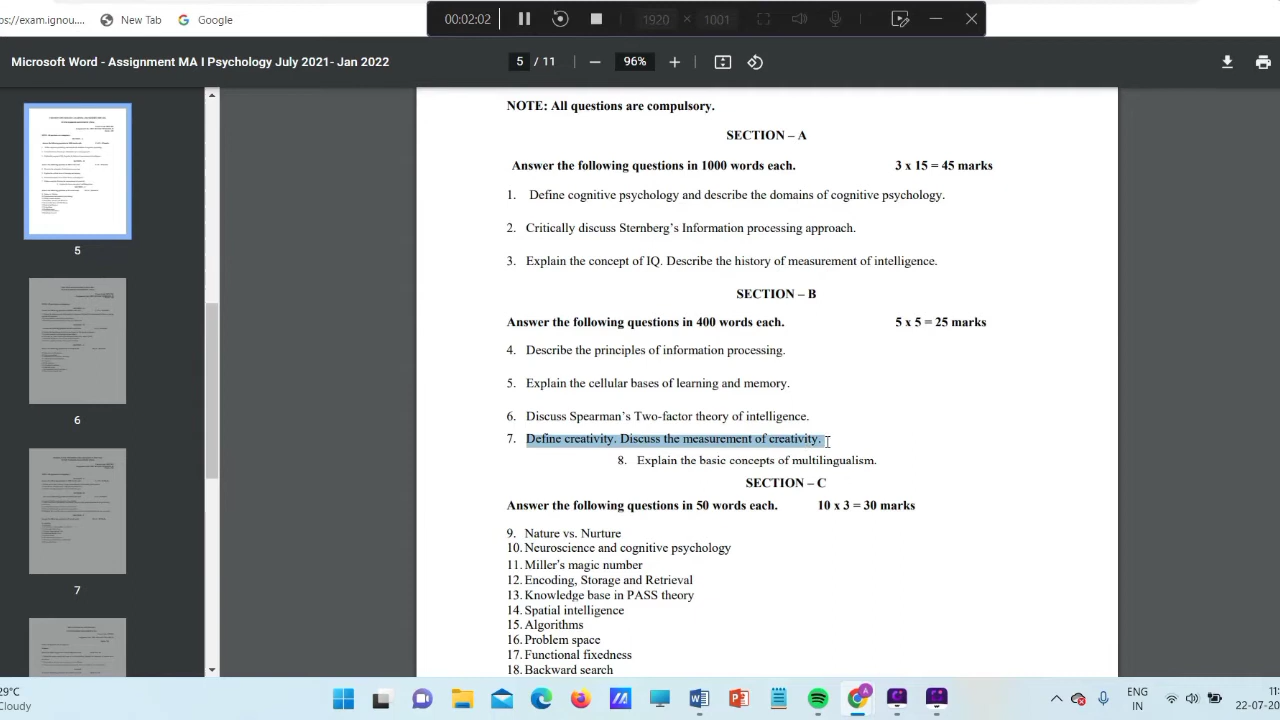 ps://exam.ignou.... New Tab Google
00:02:02 1920 × 1001
Microsoft Word - Assignment MA I Psychology July 2021- Jan 2022
5 / 11 96%
5
6
7
NOTE: All questions are compulsory.
SECTION – A
Answer the following questions in 1000 words each. 3 x 15 = 45 marks
1. Define cognitive psychology and describe the domains of cognitive psychology.
2. Critically discuss Sternberg’s Information processing approach.
3. Explain the concept of IQ. Describe the history of measurement of intelligence.
SECTION – B
Answer the following questions in 400 words each. 5 x 5 = 25 marks
4. Describe the principles of information processing.
5. Explain the cellular bases of learning and memory.
6. Discuss Spearman’s Two-factor theory of intelligence.
7. Define creativity. Discuss the measurement of creativity.
8. Explain the basic concepts of multilingualism.
SECTION – C
Answer the following questions in 50 words each. 10 x 3 = 30 marks
9. Nature vs. Nurture
10. Neuroscience and cognitive psychology
11. Miller's magic number
12. Encoding, Storage and Retrieval
13. Knowledge base in PASS theory
14. Spatial intelligence
15. Algorithms
16. Problem space
17. Functional fixedness
18. Backward search
29°C
Cloudy
ENG
IN
22-07-20